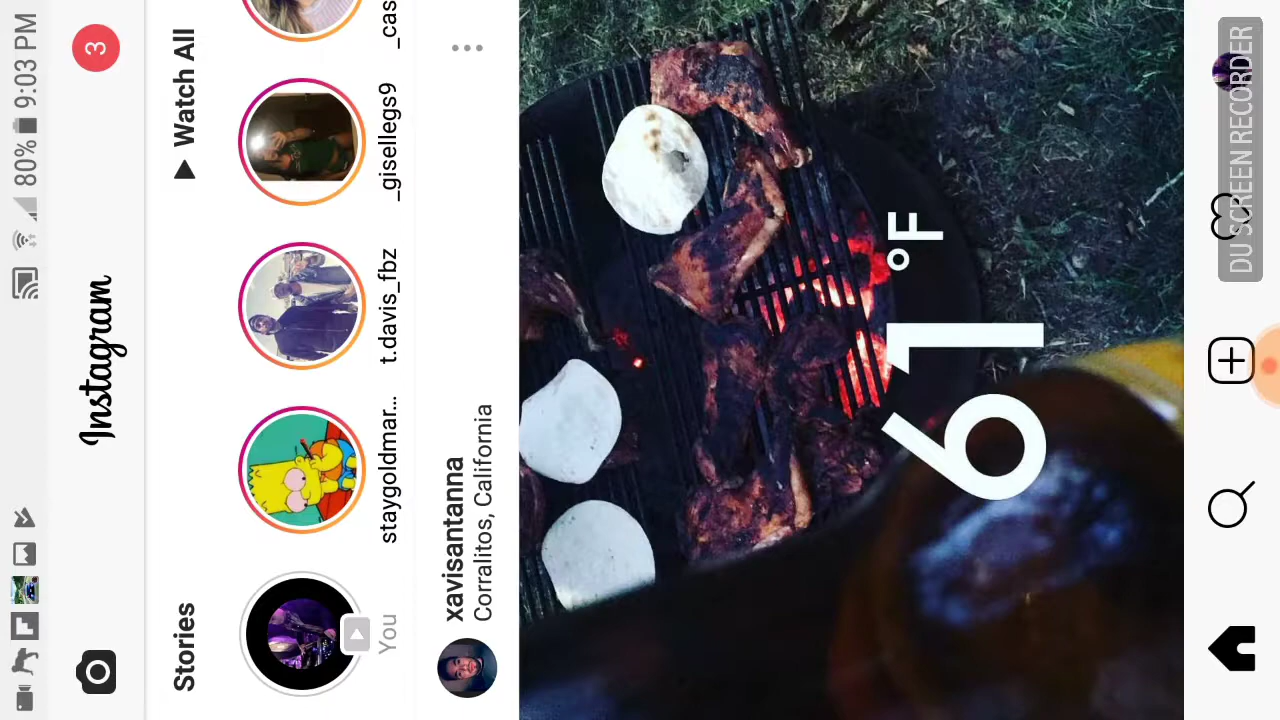 80% 9:03 PM
Instagram
3
Stories
▶ Watch All
You
staygoldmar...
t.davis_fbz
_gisellegs9
_cas
xavisantanna
Corralitos, California
61 °F
DU SCREEN RECORDER